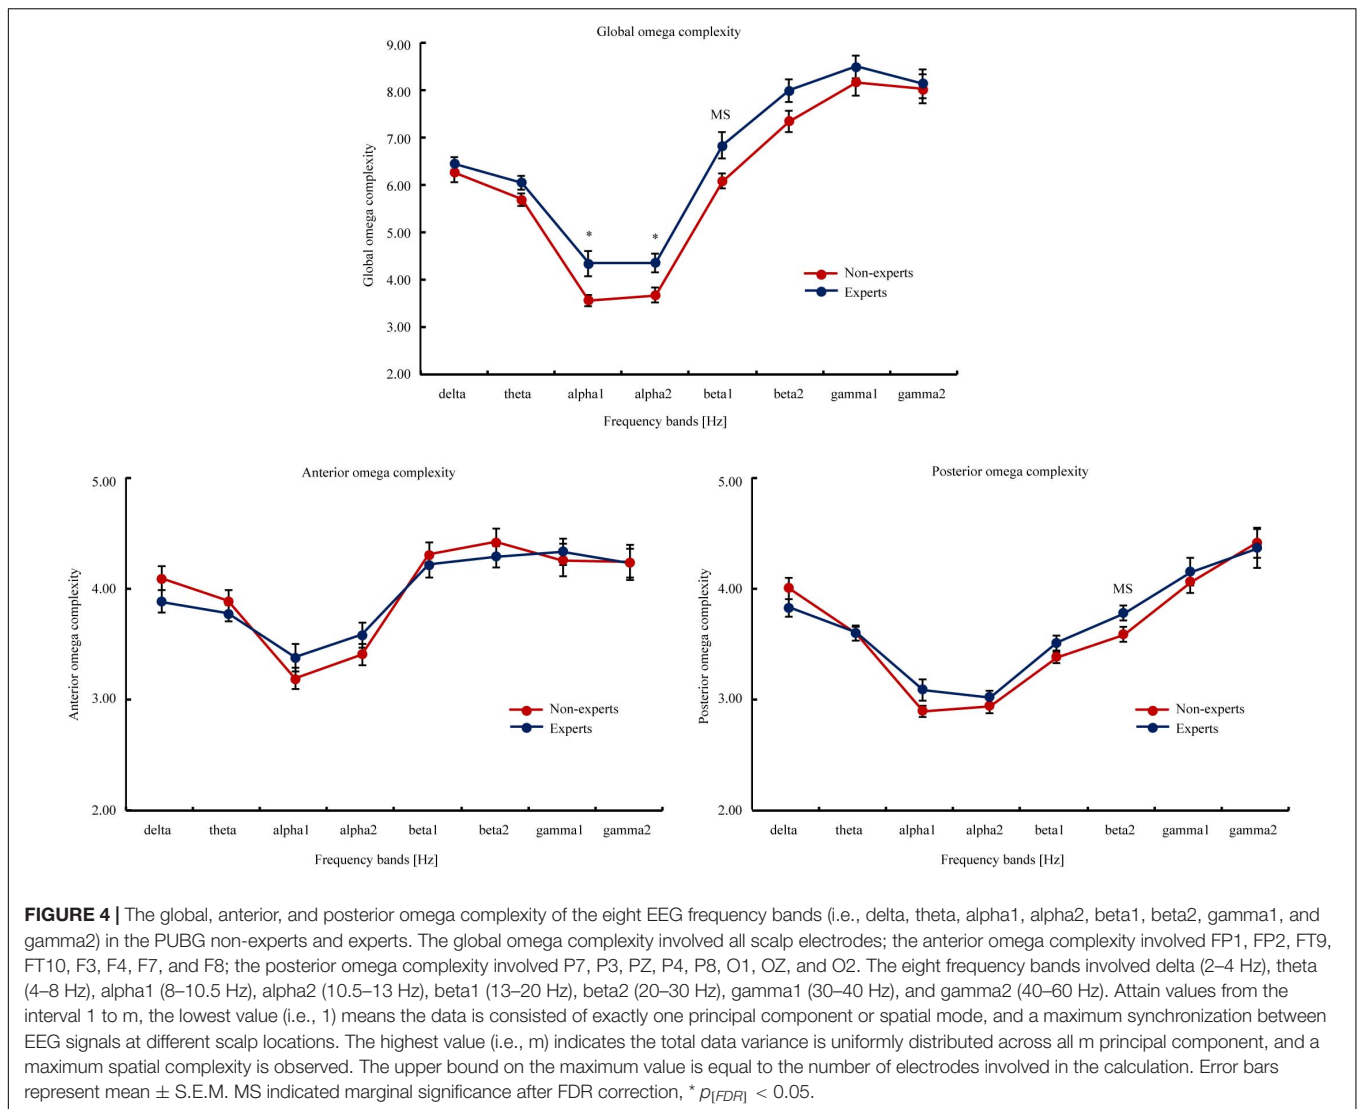 Global omega complexity
9.00
8.00
7.00
6.00
5.00
4.00
3.00
2.00
Global omega complexity
MS
*
*
Non-experts
Experts
delta theta alpha1 alpha2 beta1 beta2 gamma1 gamma2
Frequency bands [Hz]
Anterior omega complexity
5.00
4.00
3.00
2.00
Anterior omega complexity
Non-experts
Experts
delta theta alpha1 alpha2 beta1 beta2 gamma1 gamma2
Frequency bands [Hz]
Posterior omega complexity
5.00
4.00
3.00
2.00
Posterior omega complexity
MS
Non-experts
Experts
delta theta alpha1 alpha2 beta1 beta2 gamma1 gamma2
Frequency bands [Hz]
FIGURE 4 | The global, anterior, and posterior omega complexity of the eight EEG frequency bands (i.e., delta, theta, alpha1, alpha2, beta1, beta2, gamma1, and
gamma2) in the PUBG non-experts and experts. The global omega complexity involved all scalp electrodes; the anterior omega complexity involved FP1, FP2, FT9,
FT10, F3, F4, F7, and F8; the posterior omega complexity involved P7, P3, PZ, P4, P8, O1, OZ, and O2. The eight frequency bands involved delta (2–4 Hz), theta
(4–8 Hz), alpha1 (8–10.5 Hz), alpha2 (10.5–13 Hz), beta1 (13–20 Hz), beta2 (20–30 Hz), gamma1 (30–40 Hz), and gamma2 (40–60 Hz). Attain values from the
interval 1 to m, the lowest value (i.e., 1) means the data is consisted of exactly one principal component or spatial mode, and a maximum synchronization between
EEG signals at different scalp locations. The highest value (i.e., m) indicates the total data variance is uniformly distributed across all m principal component, and a
maximum spatial complexity is observed. The upper bound on the maximum value is equal to the number of electrodes involved in the calculation. Error bars
represent mean ± S.E.M. MS indicated marginal significance after FDR correction, * p[FDR] < 0.05.